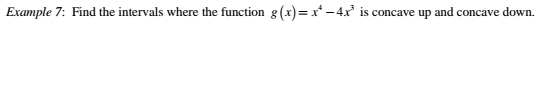 Example 7: Find the intervals where the function g(x)= x⁴ – 4x³ is concave up and concave down.